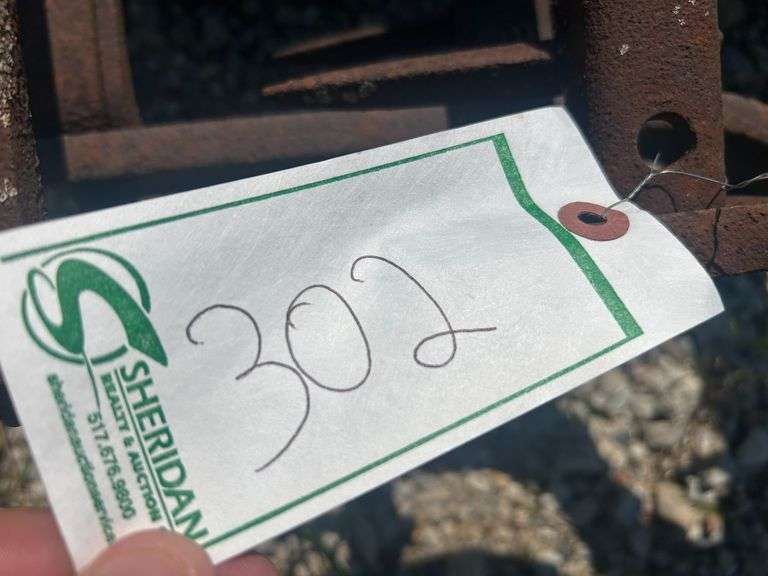 302
SHERIDAN
REALTY & AUCTION
517.676.9800